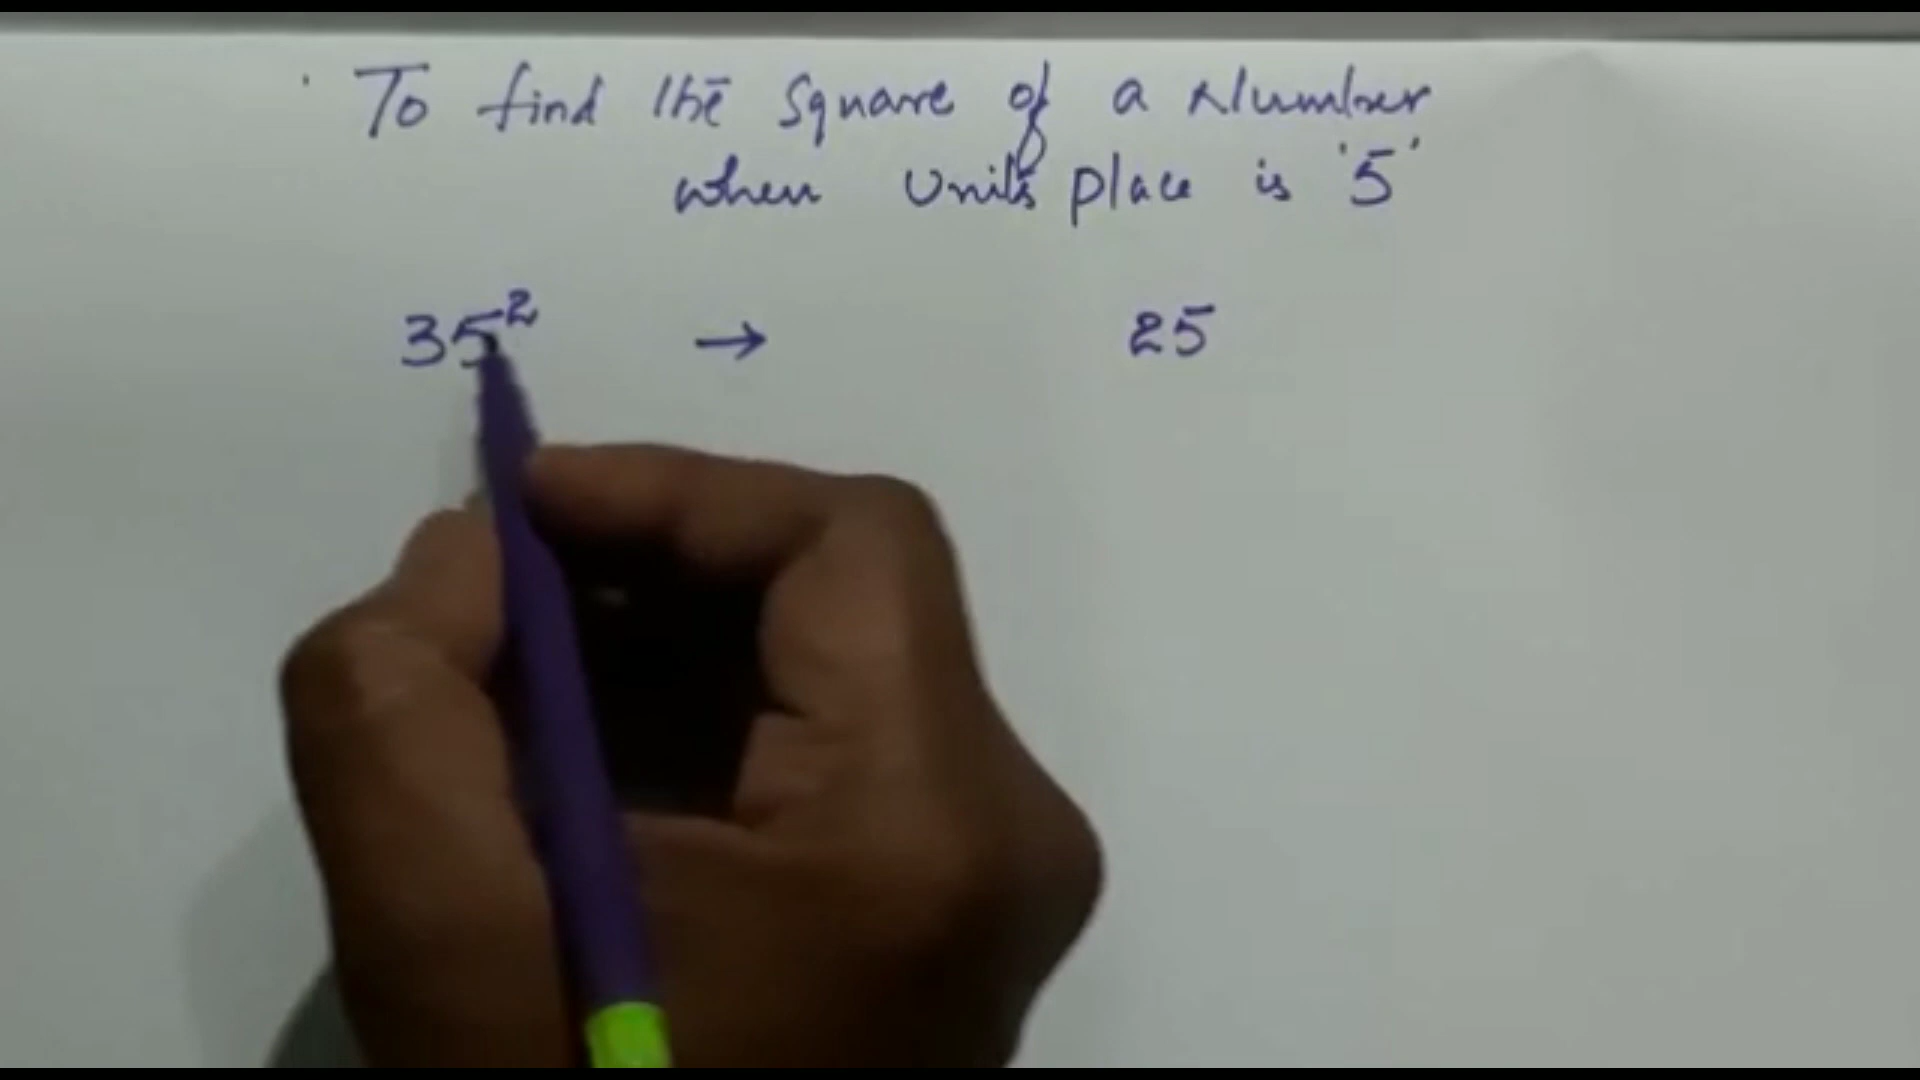 To find the Square of a Number
when Units place is '5'
35² → 25